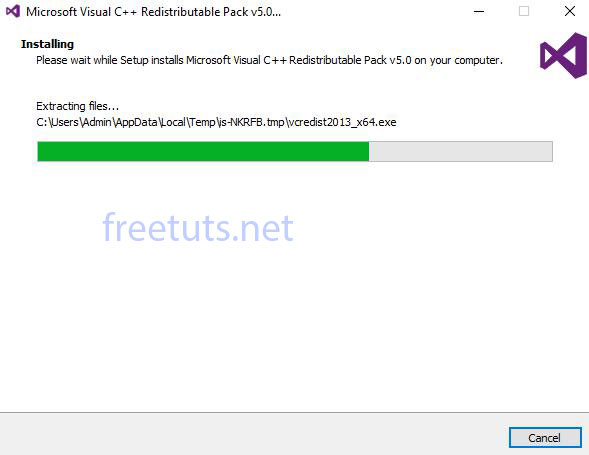 Microsoft Visual C++ Redistributable Pack v5.0...
Installing
Please wait while Setup installs Microsoft Visual C++ Redistributable Pack v5.0 on your computer.
Extracting files...
C:\Users\Admin\AppData\Local\Temp\is-NKRFB.tmp\vcredist2013_x64.exe
freetuts.net
Cancel